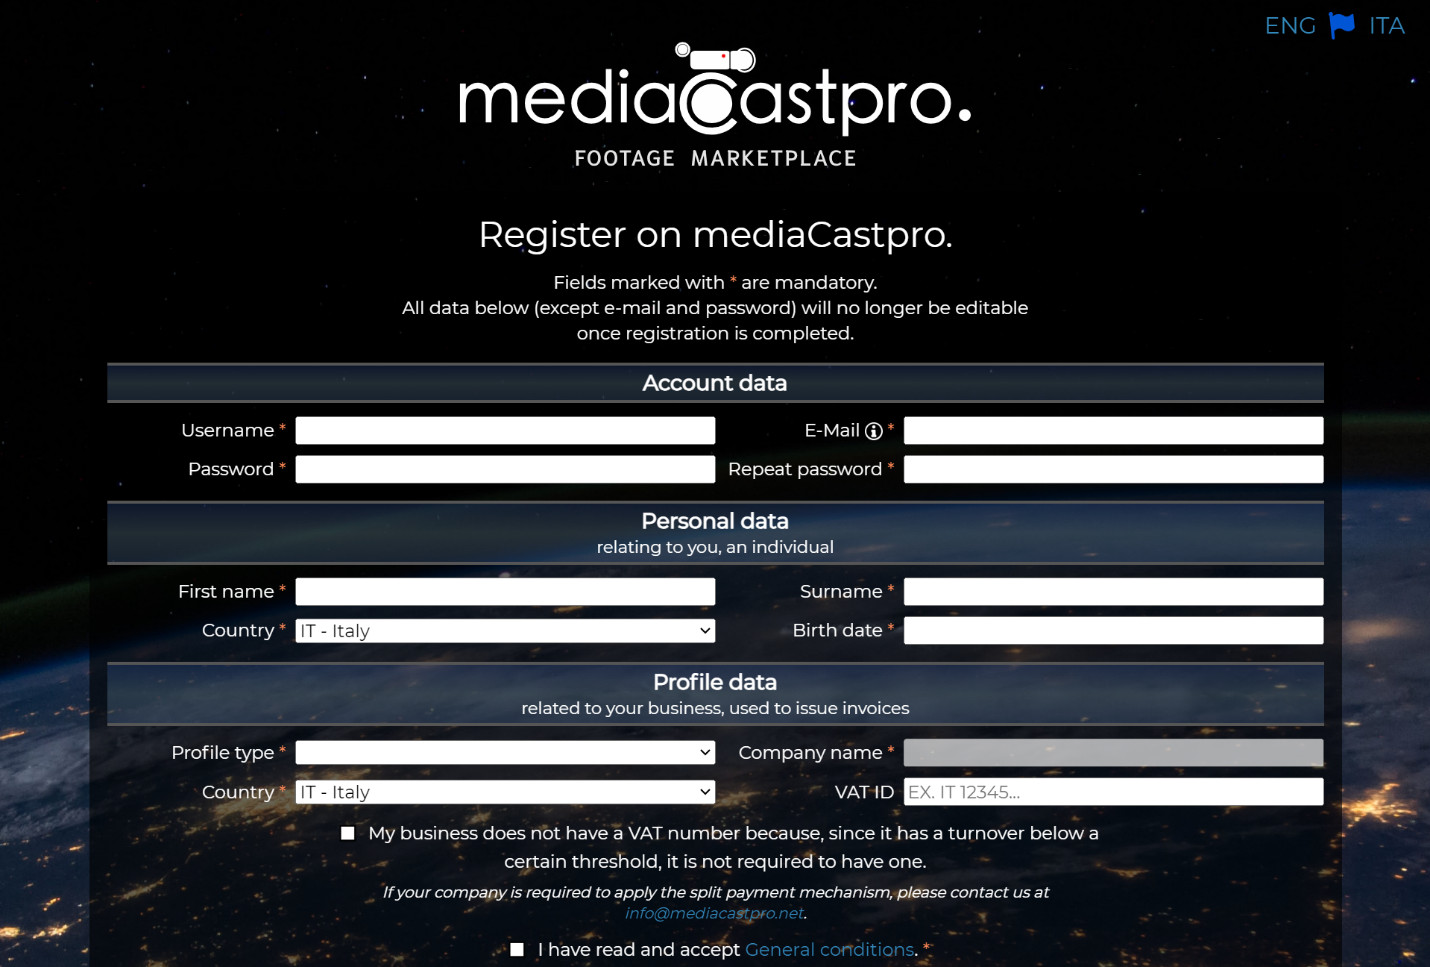 ENG ITA
mediaCastpro.
FOOTAGE MARKETPLACE
Register on mediaCastpro.
Fields marked with * are mandatory.
All data below (except e-mail and password) will no longer be editable
once registration is completed.
Account data
Username * E-Mail *
Password * Repeat password *
Personal data
relating to you, an individual
First name * Surname *
Country * IT - Italy Birth date *
Profile data
related to your business, used to issue invoices
Profile type * Company name *
Country * IT - Italy VAT ID EX. IT 12345...
My business does not have a VAT number because, since it has a turnover below a
certain threshold, it is not required to have one.
If your company is required to apply the split payment mechanism, please contact us at
info@mediacastpro.net.
I have read and accept General conditions. *